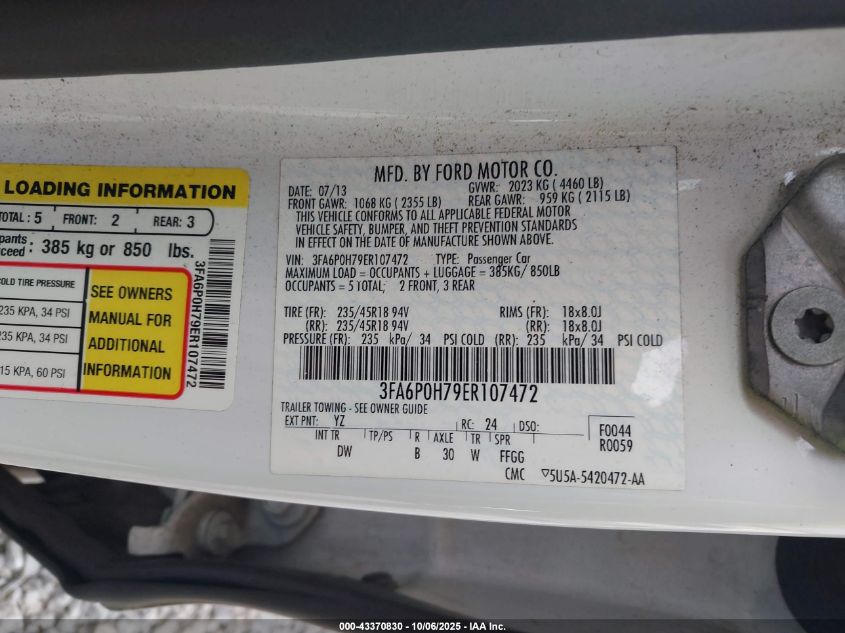 LOADING INFORMATION
TOTAL : 5 FRONT: 2 REAR: 3
385 kg or 850 lbs.
COLD TIRE PRESSURE
235 KPA, 34 PSI
235 KPA, 34 PSI
15 KPA, 60 PSI
SEE OWNERS
MANUAL FOR
ADDITIONAL
INFORMATION
3FA6P0H79ER107472
MFD. BY FORD MOTOR CO.
DATE: 07/13 GVWR: 2023 KG ( 4460 LB)
FRONT GAWR: 1068 KG ( 2355 LB) REAR GAWR: 959 KG ( 2115 LB)
THIS VEHICLE CONFORMS TO ALL APPLICABLE FEDERAL MOTOR
VEHICLE SAFETY, BUMPER, AND THEFT PREVENTION STANDARDS
IN EFFECT ON THE DATE OF MANUFACTURE SHOWN ABOVE.
VIN: 3FA6P0H79ER107472 TYPE: Passenger Car
MAXIMUM LOAD = OCCUPANTS + LUGGAGE = 385KG/ 850LB
OCCUPANTS = 5 TOTAL; 2 FRONT, 3 REAR
TIRE (FR): 235/45R18 94V RIMS (FR): 18x8.0J
(RR): 235/45R18 94V (RR): 18x8.0J
PRESSURE (FR): 235 kPa/ 34 PSI COLD (RR): 235 kPa/ 34 PSI COLD
3FA6P0H79ER107472
TRAILER TOWING - SEE OWNER GUIDE
EXT PNT: YZ RC: 24 DSO: F0044
R0059
INT TR TP/PS R AXLE TR SPR
DW B 30 W FFGG
CMC ▽5U5A-5420472-AA
000-43370830 - 10/06/2025 - IAA Inc.